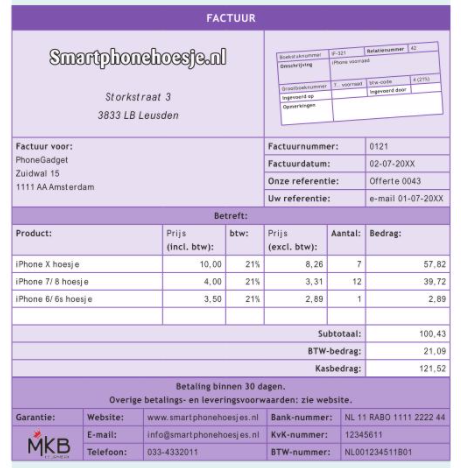 FACTUUR
Smartphonehoesje.nl
Storkstraat 3
3833 LB Leusden
Boekstuknummer IF-321 Relatienummer 42
Omschrijving iPhone voorraad
Grootboeknummer T. voorraad btw-code 4 (21%)
Ingevoerd op Ingevoerd door
Opmerkingen
Factuur voor:
PhoneGadget
Zuidwal 15
1111 AA Amsterdam
Factuurnummer: 0121
Factuurdatum: 02-07-20XX
Onze referentie: Offerte 0043
Uw referentie: e-mail 01-07-20XX
Betreft:
Product: Prijs (incl. btw): btw: Prijs (excl. btw): Aantal: Bedrag:
iPhone X hoesje 10,00 21% 8,26 7 57,82
iPhone 7/ 8 hoesje 4,00 21% 3,31 12 39,72
iPhone 6/ 6s hoesje 3,50 21% 2,89 1 2,89
Subtotaal: 100,43
BTW-bedrag: 21,09
Kasbedrag: 121,52
Betaling binnen 30 dagen.
Overige betalings- en leveringsvoorwaarden: zie website.
Garantie: Website: www.smartphonehoesjes.nl Bank-nummer: NL 11 RABO 1111 2222 44
MKB
E-mail: info@smartphonehoesjes.nl KvK-nummer: 12345611
Telefoon: 033-4332011 BTW-nummer: NL001234511B01